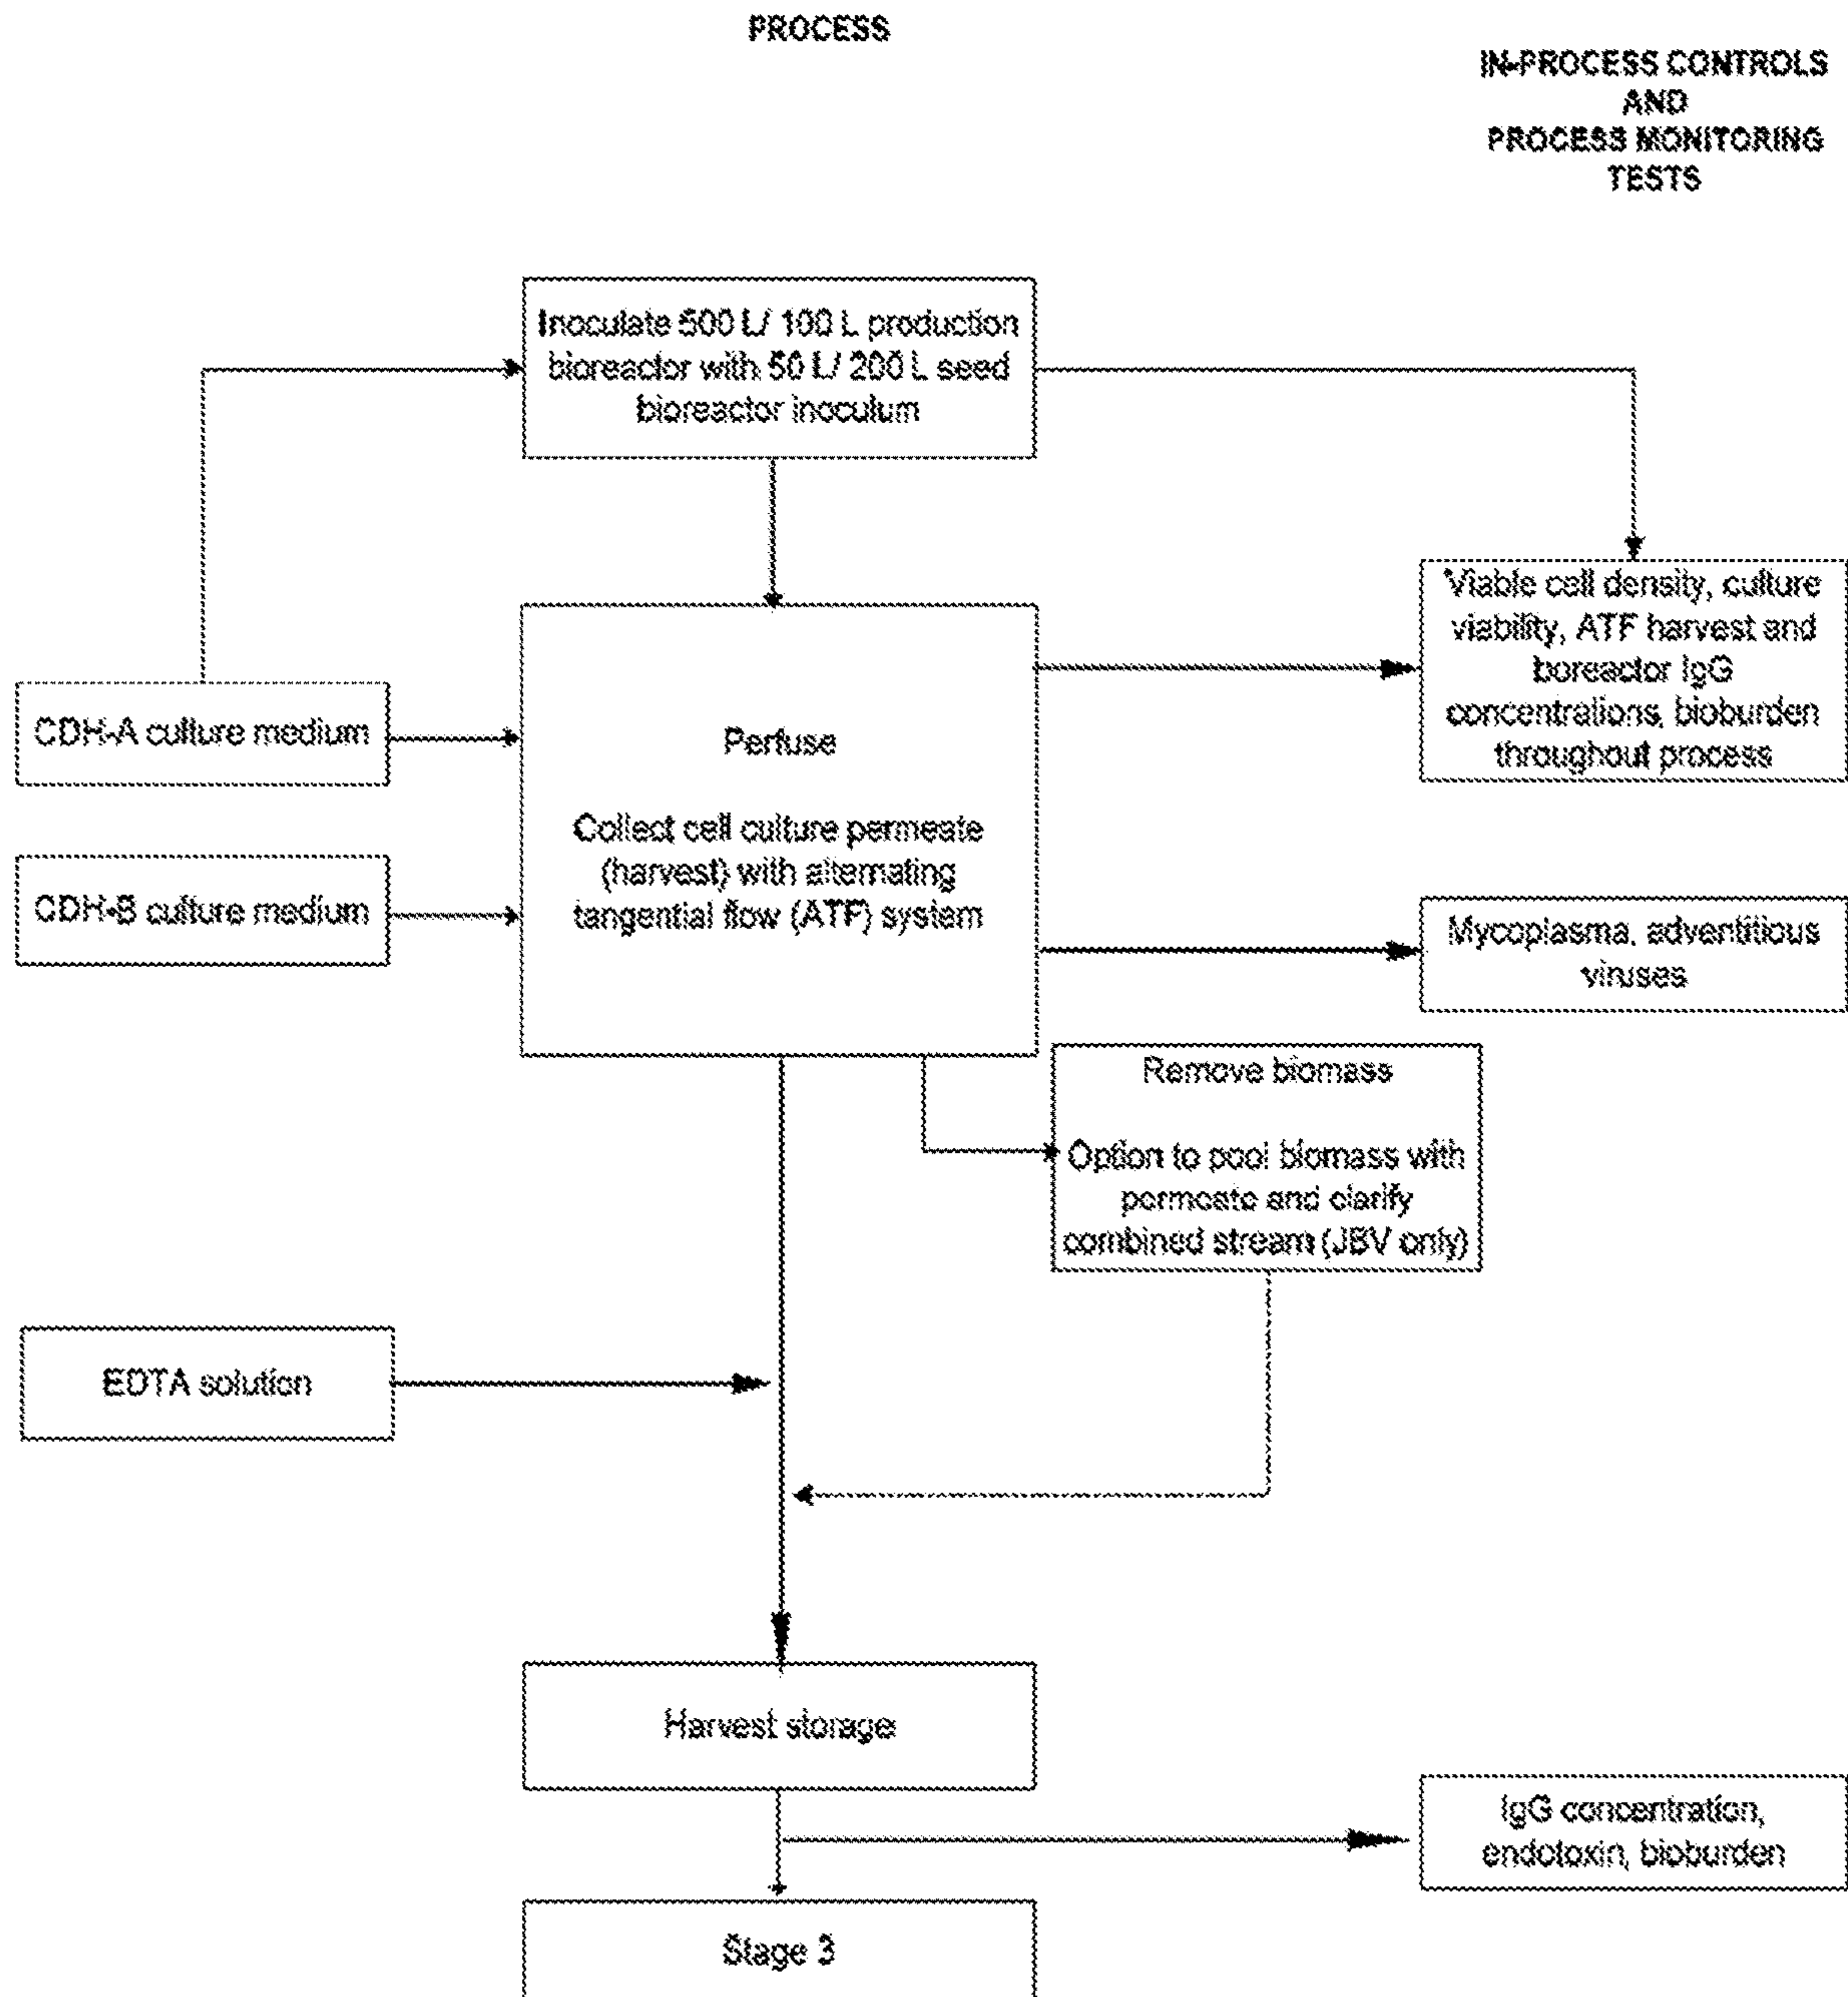 PROCESS
IN-PROCESS CONTROLS
AND
PROCESS MONITORING
TESTS
Inoculate 500 L/ 100 L production
bioreactor with 50 L/ 200 L seed
bioreactor inoculum
Viable cell density, culture
viability, ATF harvest and
boreactor IgG
concentrations, bioburden
throughout process
CDH-A culture medium
Perfuse
Collect cell culture permeate
(harvest) with alternating
tangential flow (ATF) system
CDH-B culture medium
Mycoplasma, adventitious
viruses
Remove biomass
Option to pool biomass with
permeate and clarify
combined stream (JBV only)
EDTA solution
Harvest storage
IgG concentration,
endotoxin, bioburden
Stage 3